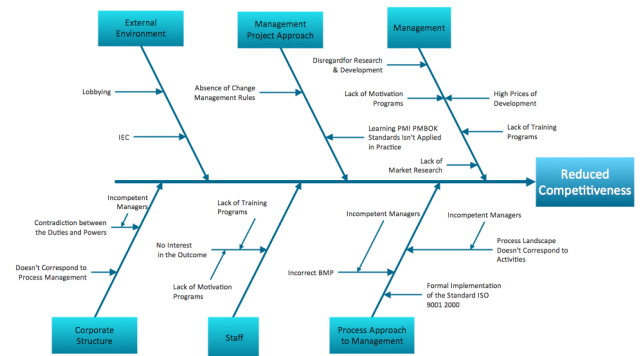 External
Environment
Management
Project Approach
Management
Disregardfor Research
& Development
Lobbying
Absence of Change
Management Rules
Lack of Motivation
Programs
High Prices of
Development
IEC
Learning PMI PMBOK
Standards Isn't Applied
in Practice
Lack of Training
Programs
Lack of
Market Research
Reduced
Competitiveness
Incompetent
Managers
Contradiction between
the Duties and Powers
Doesn't Correspond to
Process Management
Lack of Training
Programs
No Interest
in the Outcome
Lack of Motivation
Programs
Incompetent Managers
Incorrect BMP
Incompetent Managers
Process Landscape
Doesn't Correspond to
Activities
Formal Implementation
of the Standard ISO
9001 2000
Corporate
Structure
Staff
Process Approach
to Management